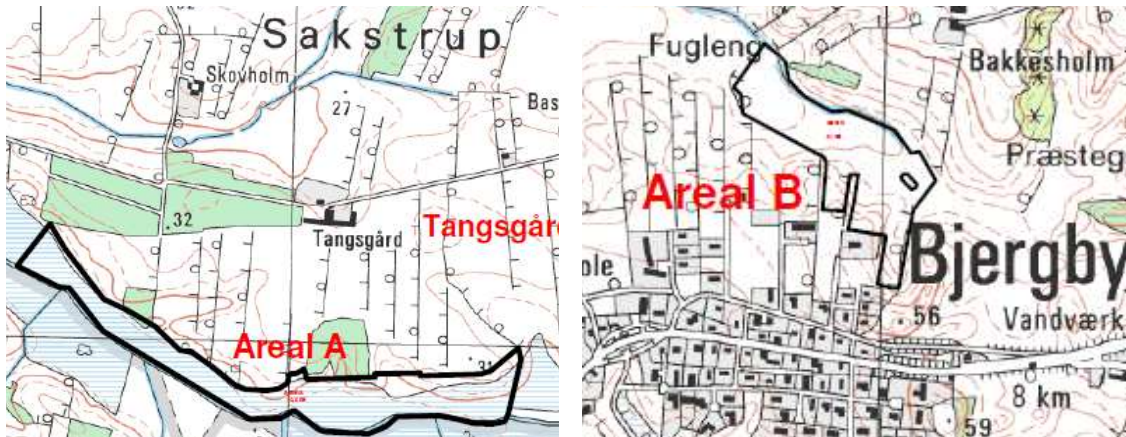 Sakstrup
Skovholm
27
Bas
32
Tangsgård
Tangsgår
Areal A
31
Fugleng
Bakkesholm
Præsteg
Areal B
Bjergby
ole
56
Vandværk
8 km
59